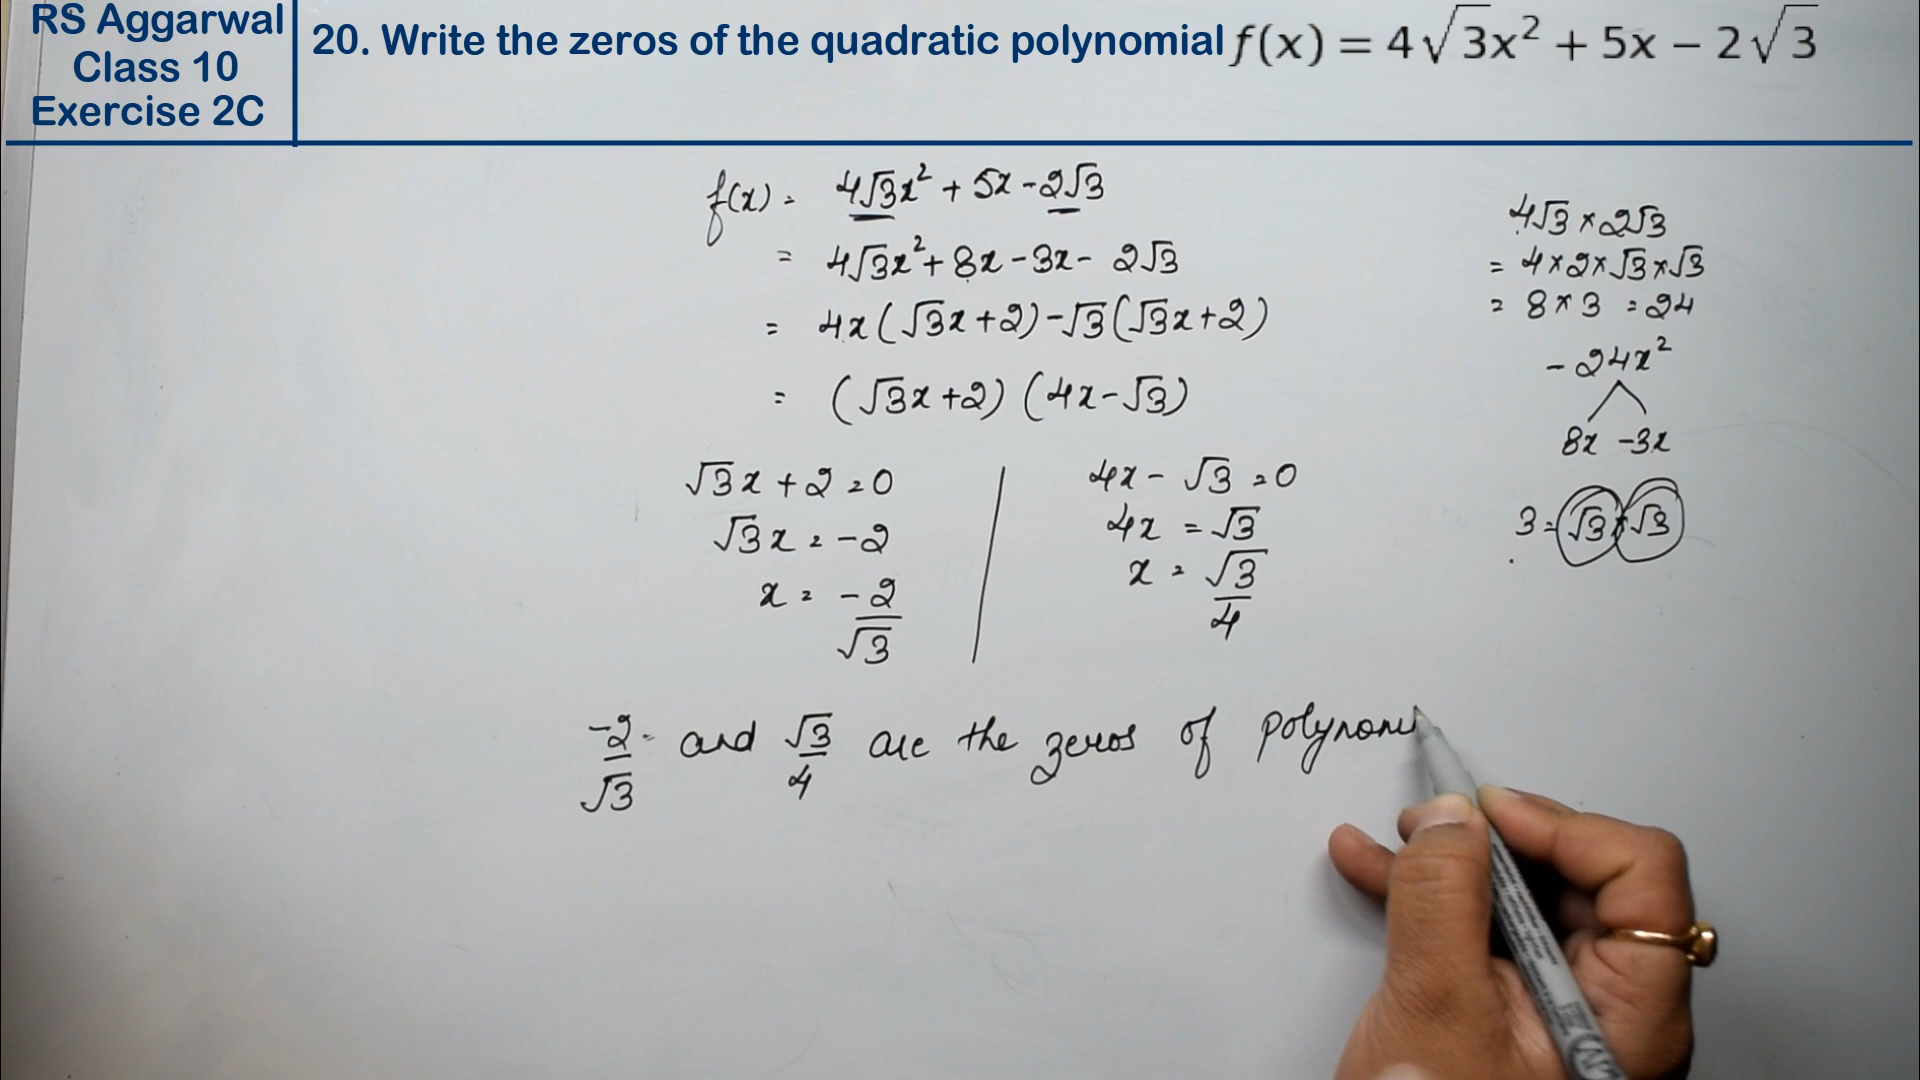 RS Aggarwal
Class 10
Exercise 2C
20. Write the zeros of the quadratic polynomial f(x) = 4√3x² + 5x − 2√3
f(x) = 4√3x² + 5x - 2√3
= 4√3x² + 8x - 3x - 2√3
= 4x(√3x+2) - √3(√3x+2)
= (√3x+2) (4x-√3)
√3x + 2 = 0
√3x = -2
x = -2/√3
4x - √3 = 0
4x = √3
x = √3/4
-2/√3 and √3/4 are the zeros of polynomi
4√3 × 2√3
= 4×2×√3×√3
= 8×3 = 24
- 24x²
8x -3x
3 = √3 × √3